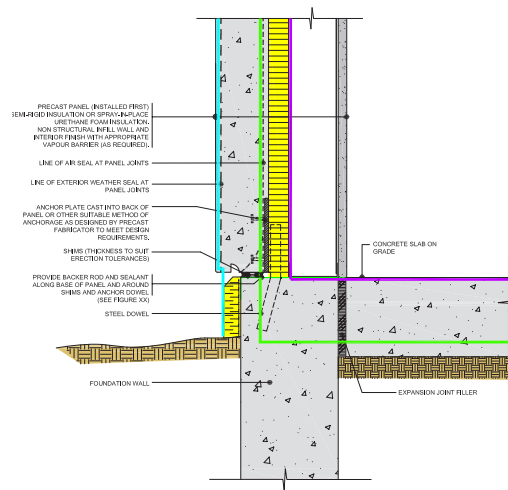 PRECAST PANEL (INSTALLED FIRST)
SEMI-RIGID INSULATION OR SPRAY-IN-PLACE
URETHANE FOAM INSULATION.
NON STRUCTURAL INFILL WALL AND
INTERIOR FINISH WITH APPROPRIATE
VAPOUR BARRIER (AS REQUIRED).
LINE OF AIR SEAL AT PANEL JOINTS
LINE OF EXTERIOR WEATHER SEAL AT
PANEL JOINTS
ANCHOR PLATE CAST INTO BACK OF
PANEL OR OTHER SUITABLE METHOD OF
ANCHORAGE AS DESIGNED BY PRECAST
FABRICATOR TO MEET DESIGN
REQUIREMENTS.
SHIMS (THICKNESS TO SUIT
ERECTION TOLERANCES)
PROVIDE BACKER ROD AND SEALANT
ALONG BASE OF PANEL AND AROUND
SHIMS AND ANCHOR DOWEL
(SEE FIGURE XX)
STEEL DOWEL
FOUNDATION WALL
CONCRETE SLAB ON
GRADE
EXPANSION JOINT FILLER